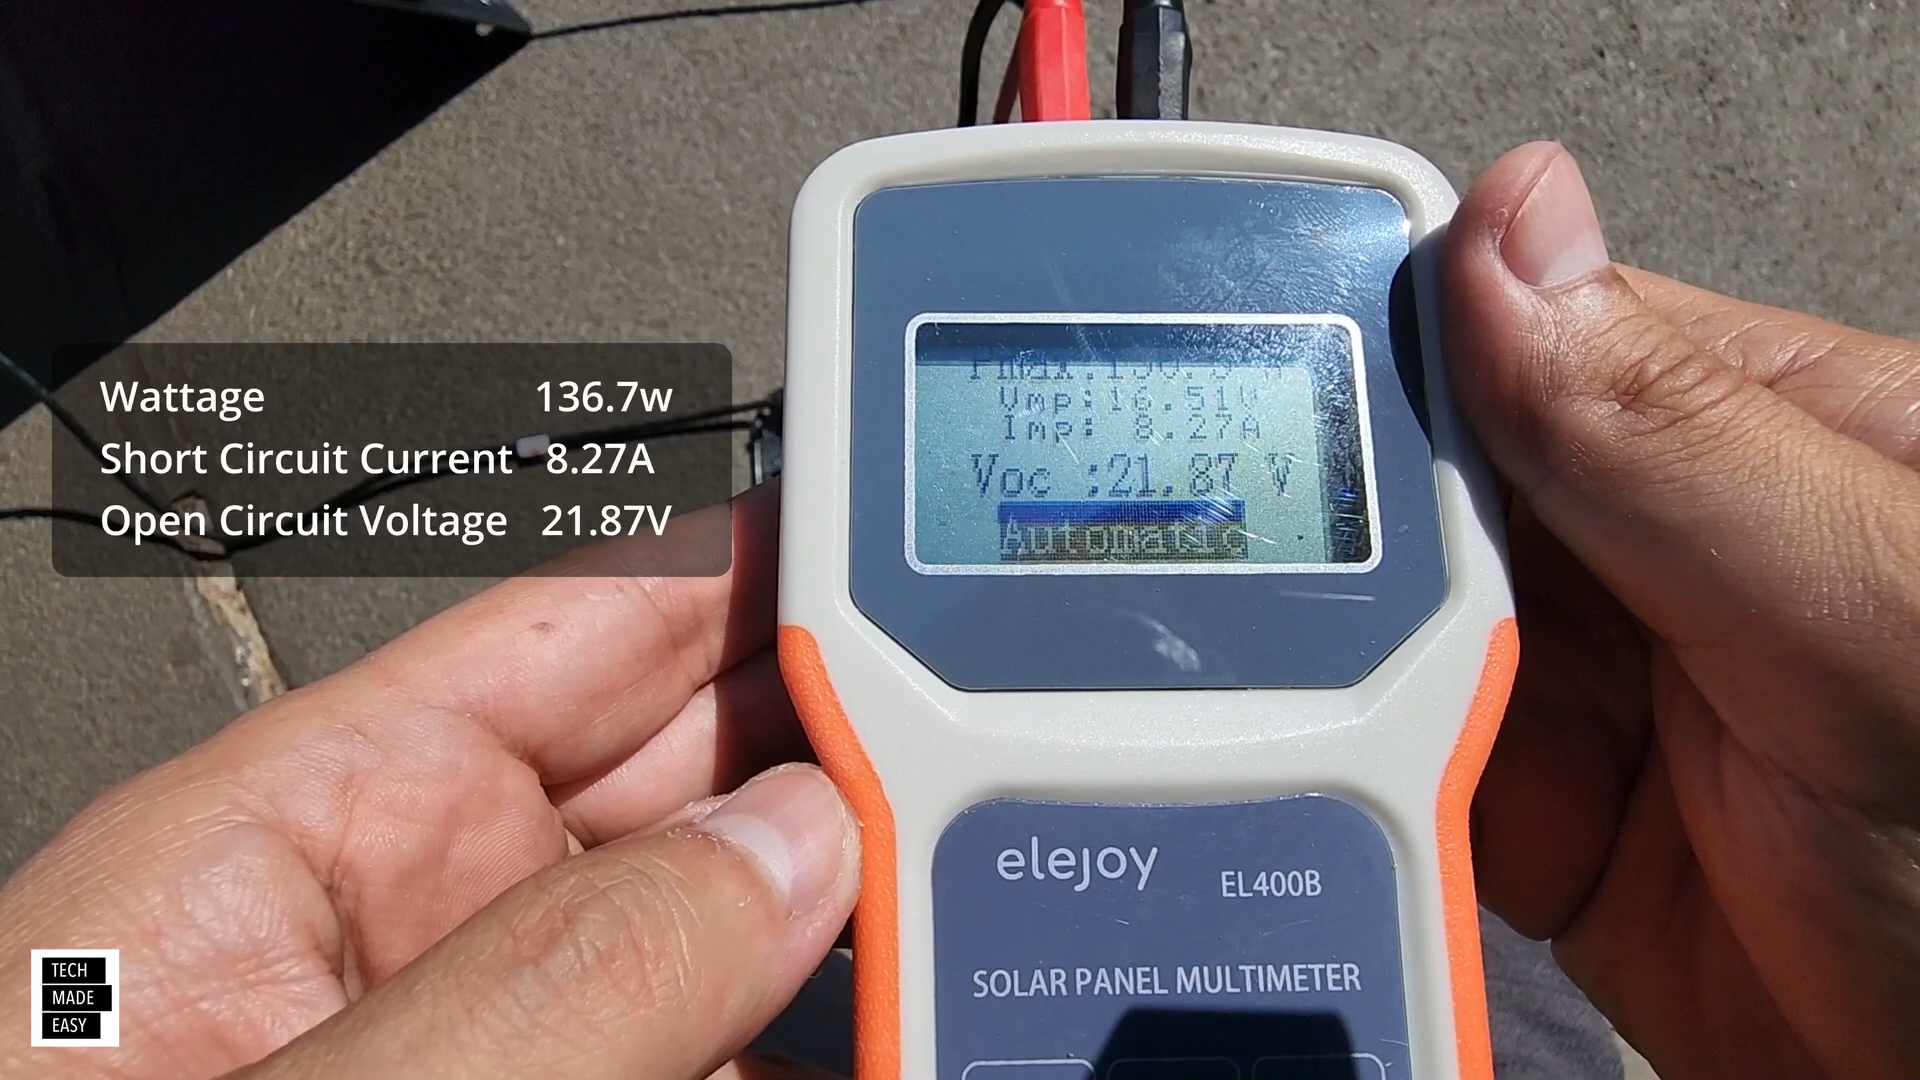 Wattage 136.7w
Short Circuit Current 8.27A
Open Circuit Voltage 21.87V
Vmp:16.51V
Imp: 8.27A
Voc :21.87 V
Automatic
elejoy
EL400B
SOLAR PANEL MULTIMETER
TECH
MADE
EASY